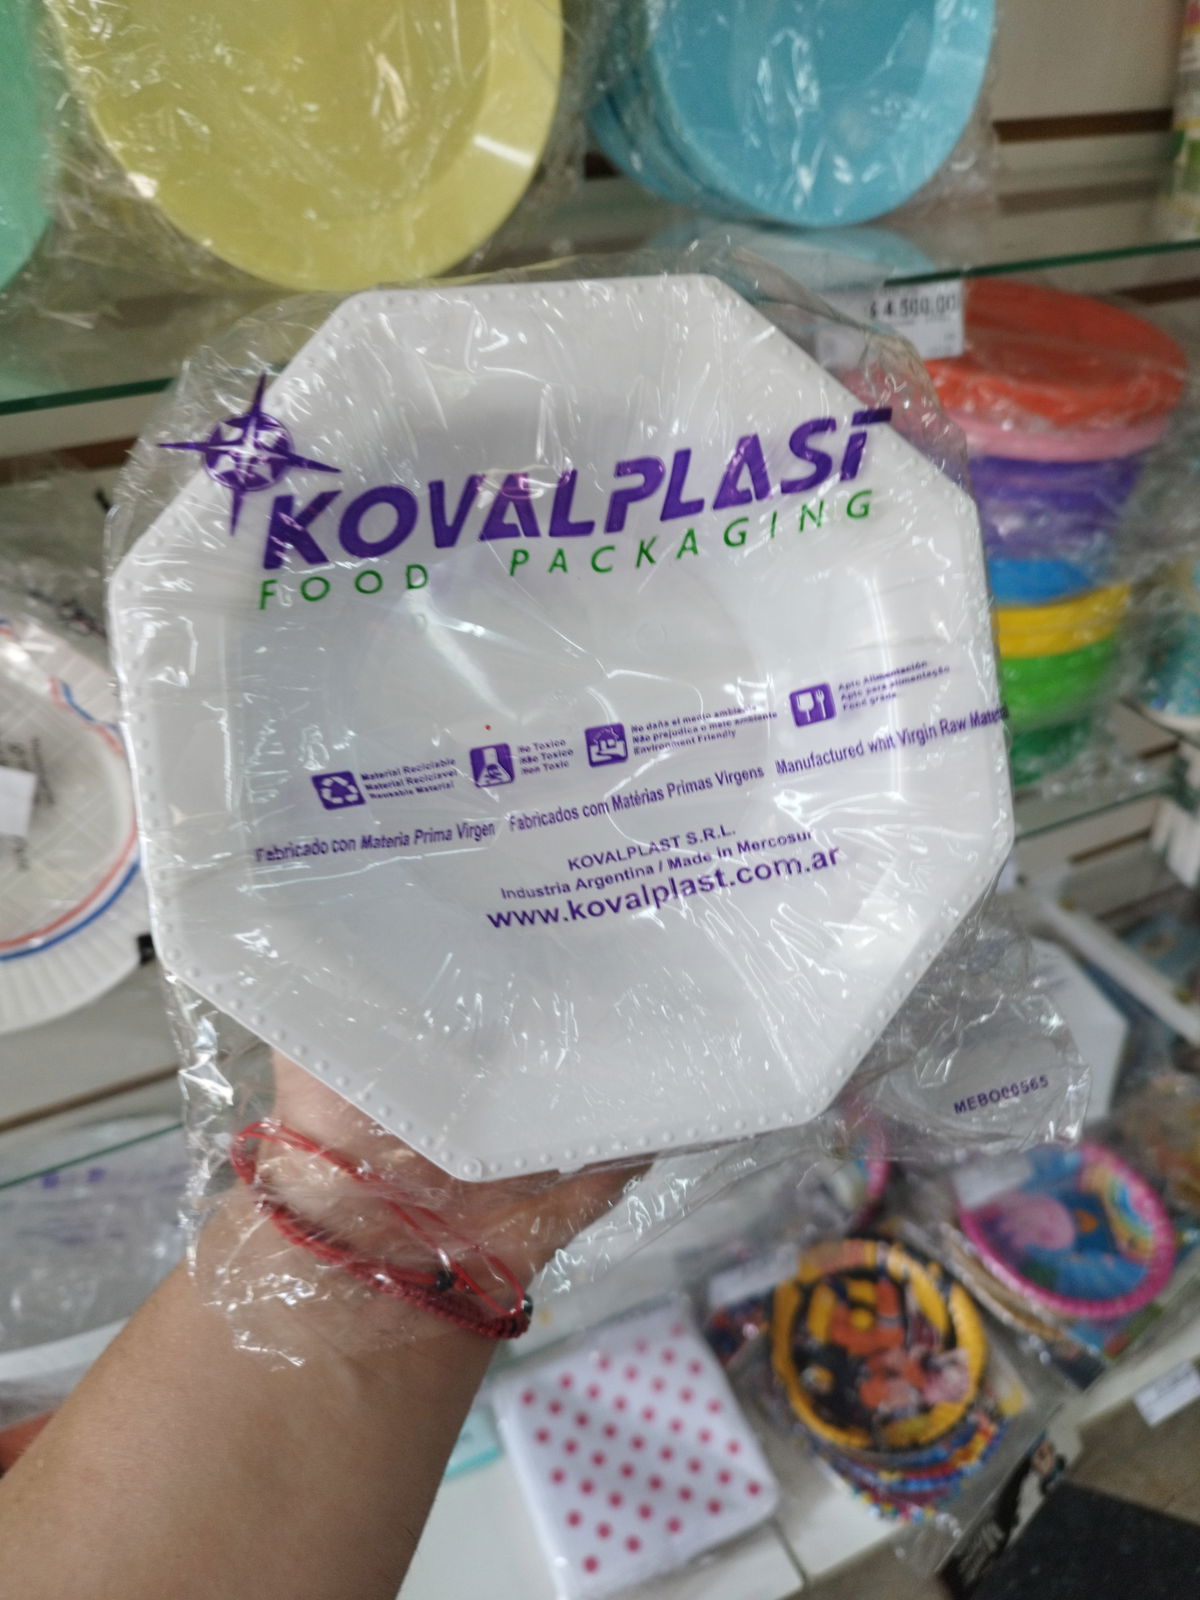 $ 4.500,00
KOVALPLAST
FOOD PACKAGING
Material Reciclable
Material Reciclável
Reusable Material
No Toxico
Não Toxico
Non Toxic
No daña el medio ambiente
Não prejudica o meio ambiente
Environment Friendly
Apto Alimentación
Apto para alimentação
Food grade
Fabricado con Materia Prima Virgen
Fabricados com Matérias Primas Virgens
Manufactured whit Virgin Raw Material
KOVALPLAST S.R.L.
Industria Argentina / Made in Mercosur
www.kovalplast.com.ar